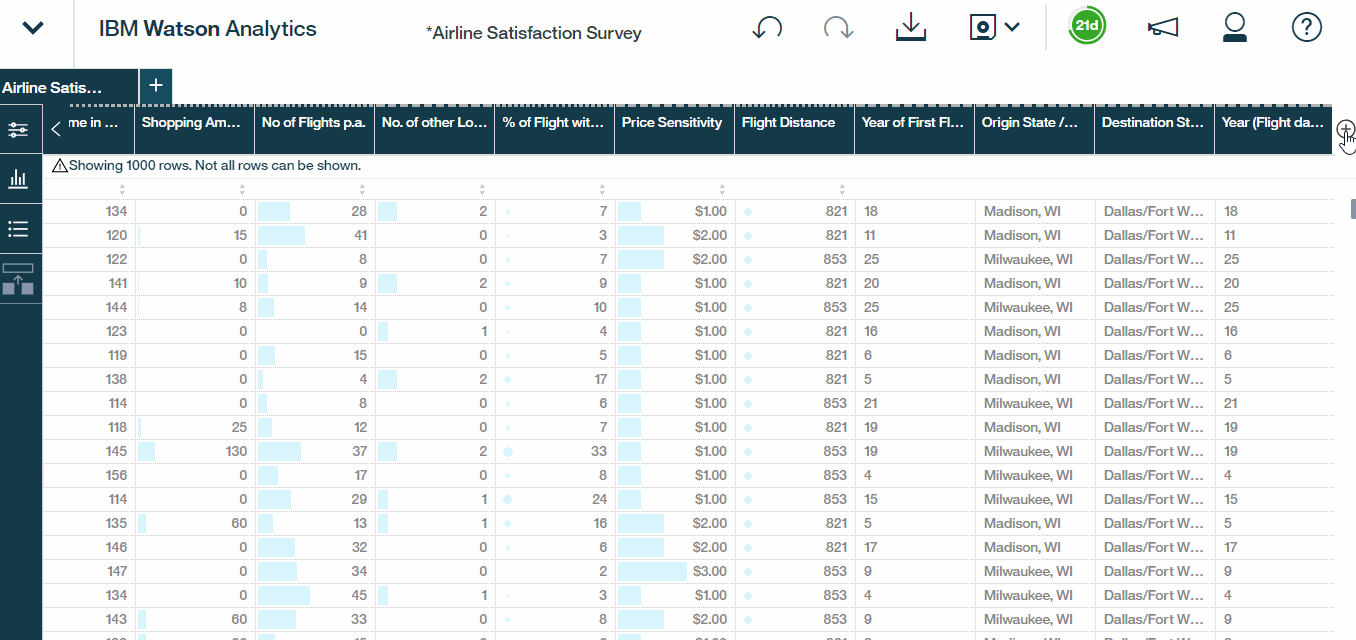 IBM Watson Analytics
*Airline Satisfaction Survey
21d
?
Airline Satis... +
me in ... Shopping Am... No of Flights p.a. No. of other Lo... % of Flight wit... Price Sensitivity Flight Distance Year of First Fl... Origin State /... Destination St... Year (Flight da...
Showing 1000 rows. Not all rows can be shown.
134 0 28 2 7 $1.00 821 18 Madison, WI Dallas/Fort W... 18
120 15 41 0 3 $2.00 821 11 Madison, WI Dallas/Fort W... 11
122 0 8 0 7 $2.00 853 25 Milwaukee, WI Dallas/Fort W... 25
141 10 9 2 9 $1.00 821 20 Madison, WI Dallas/Fort W... 20
144 8 14 0 10 $1.00 853 25 Milwaukee, WI Dallas/Fort W... 25
123 0 0 1 4 $1.00 821 16 Madison, WI Dallas/Fort W... 16
119 0 15 0 5 $1.00 821 6 Madison, WI Dallas/Fort W... 6
138 0 4 2 17 $1.00 821 5 Madison, WI Dallas/Fort W... 5
114 0 8 0 6 $1.00 853 21 Milwaukee, WI Dallas/Fort W... 21
118 25 12 0 7 $1.00 821 19 Madison, WI Dallas/Fort W... 19
145 130 37 2 33 $1.00 853 19 Milwaukee, WI Dallas/Fort W... 19
156 0 17 0 8 $1.00 853 4 Milwaukee, WI Dallas/Fort W... 4
114 0 29 1 24 $1.00 853 15 Milwaukee, WI Dallas/Fort W... 15
135 60 13 1 16 $2.00 821 5 Madison, WI Dallas/Fort W... 5
146 0 32 0 6 $2.00 821 17 Madison, WI Dallas/Fort W... 17
147 0 34 0 2 $3.00 853 9 Milwaukee, WI Dallas/Fort W... 9
134 0 45 1 3 $1.00 853 4 Milwaukee, WI Dallas/Fort W... 4
143 60 33 0 8 $2.00 853 9 Milwaukee, WI Dallas/Fort W... 9